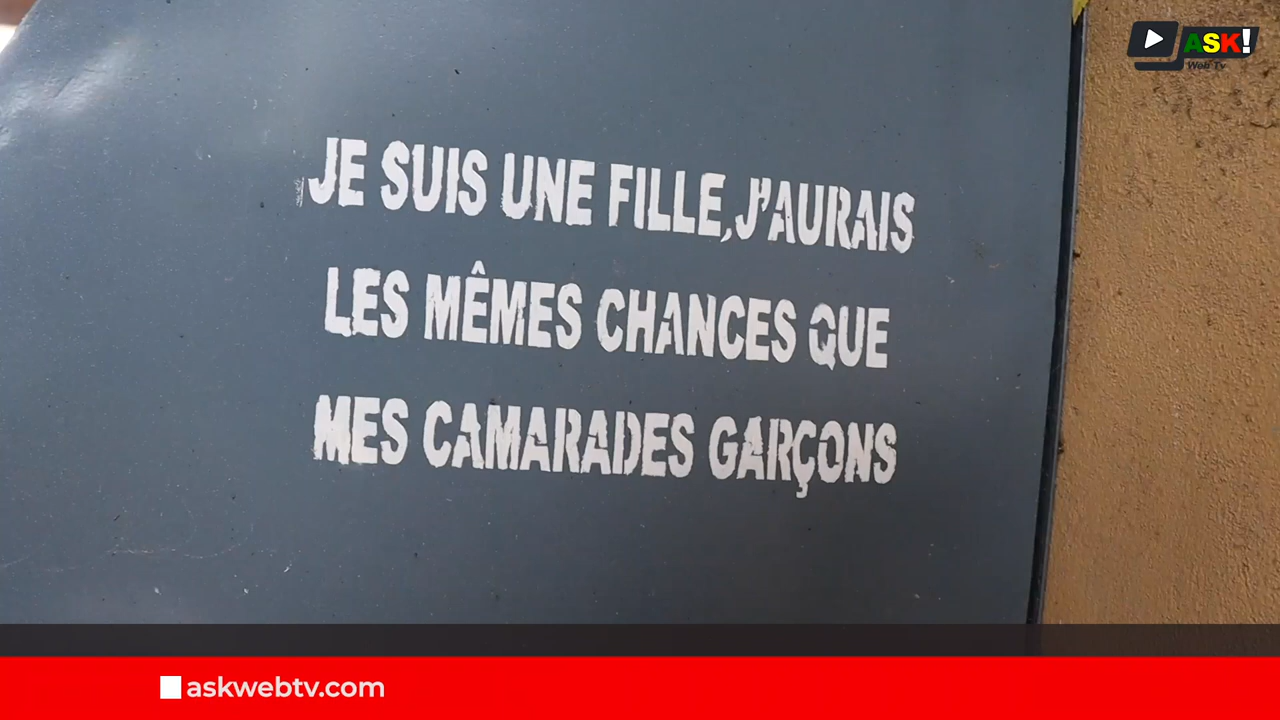 ASK!
Web Tv
JE SUIS UNE FILLE, J'AURAIS
LES MÊMES CHANCES QUE
MES CAMARADES GARÇONS
askwebtv.com